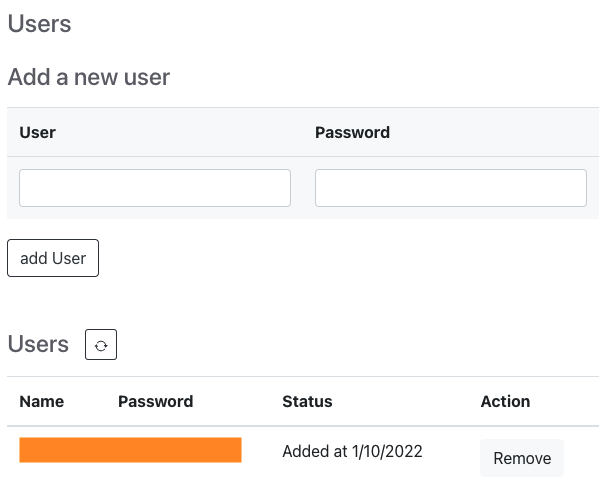 Users
Add a new user
User Password
add User
Users
Name Password Status Action
Added at 1/10/2022 Remove